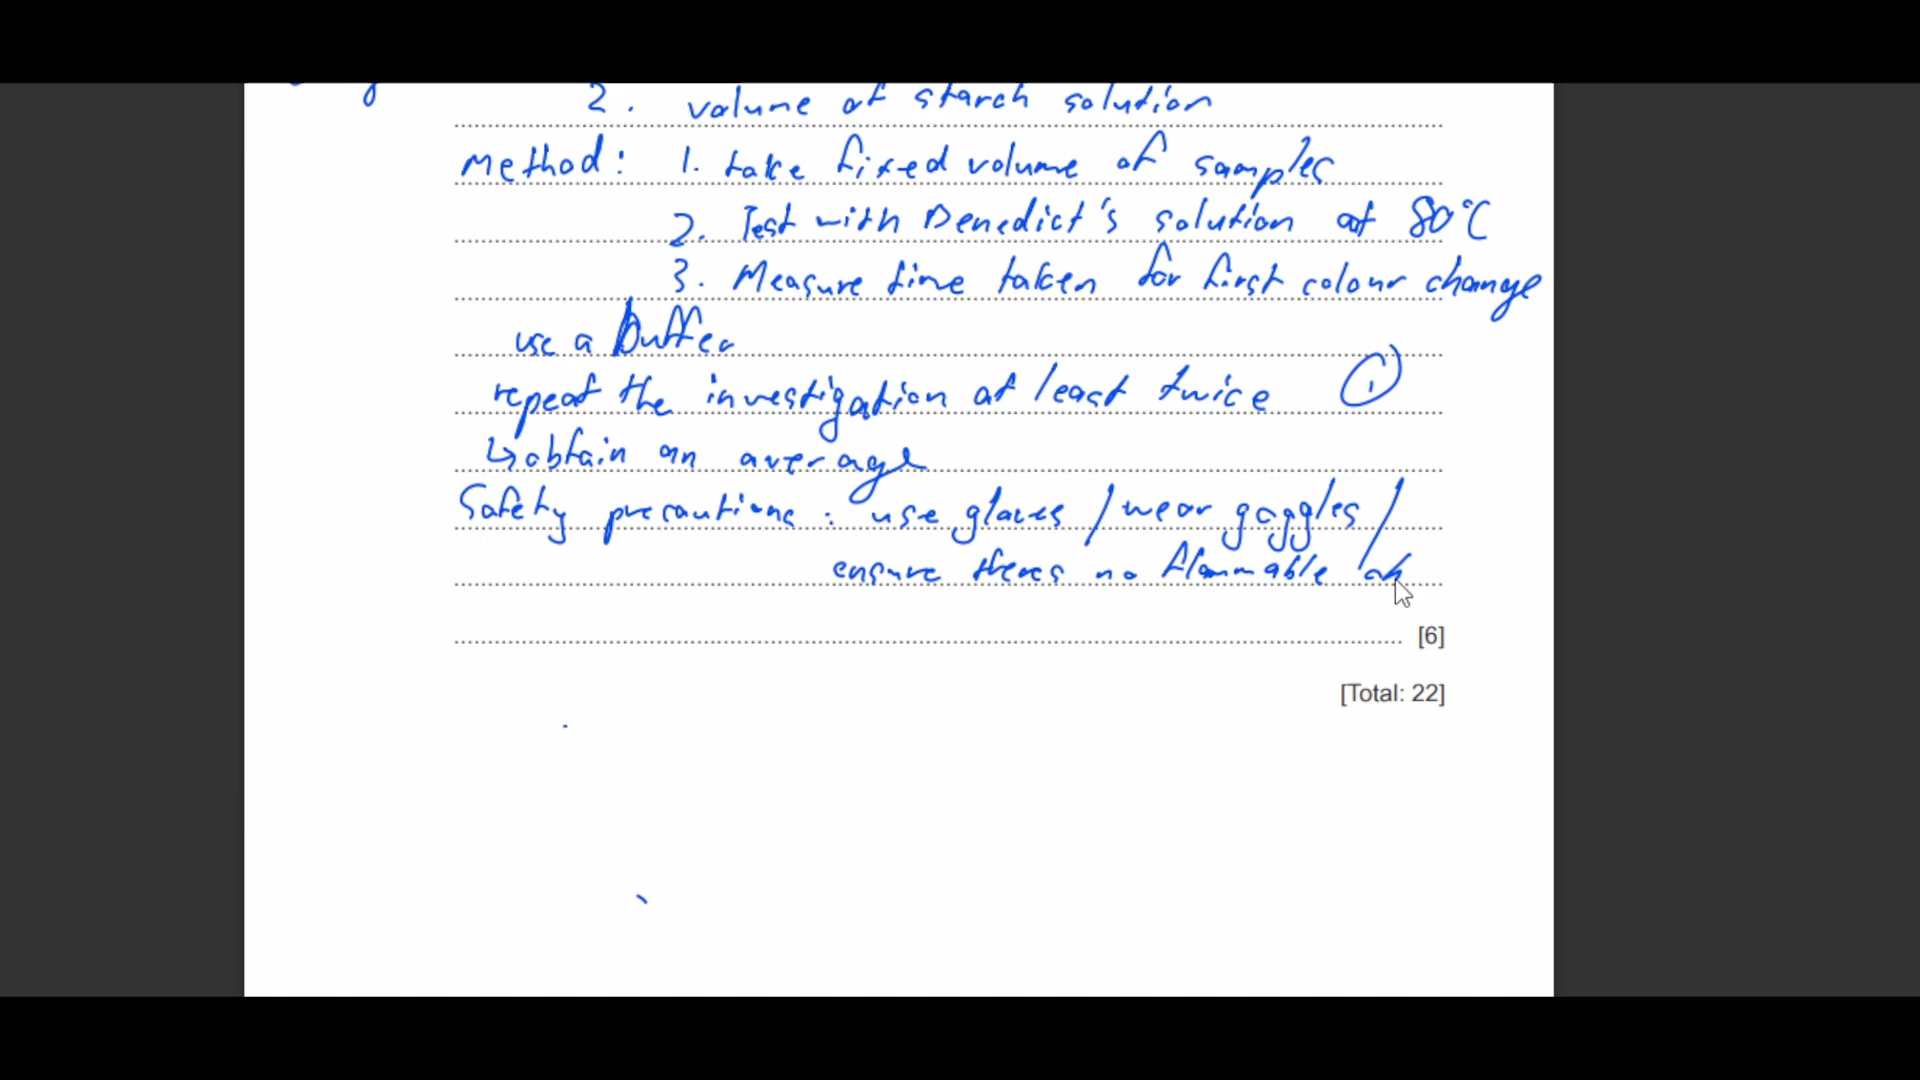 2. volume of starch solution
Method: 1. take fixed volume of samples
2. Test with Benedict's solution at 80°C
3. Measure time taken for first colour change
use a buffer
repeat the investigation at least twice ①
↳ obtain an average
Safety precautions: use gloves / wear goggles /
ensure theres no flammable
[6]
[Total: 22]